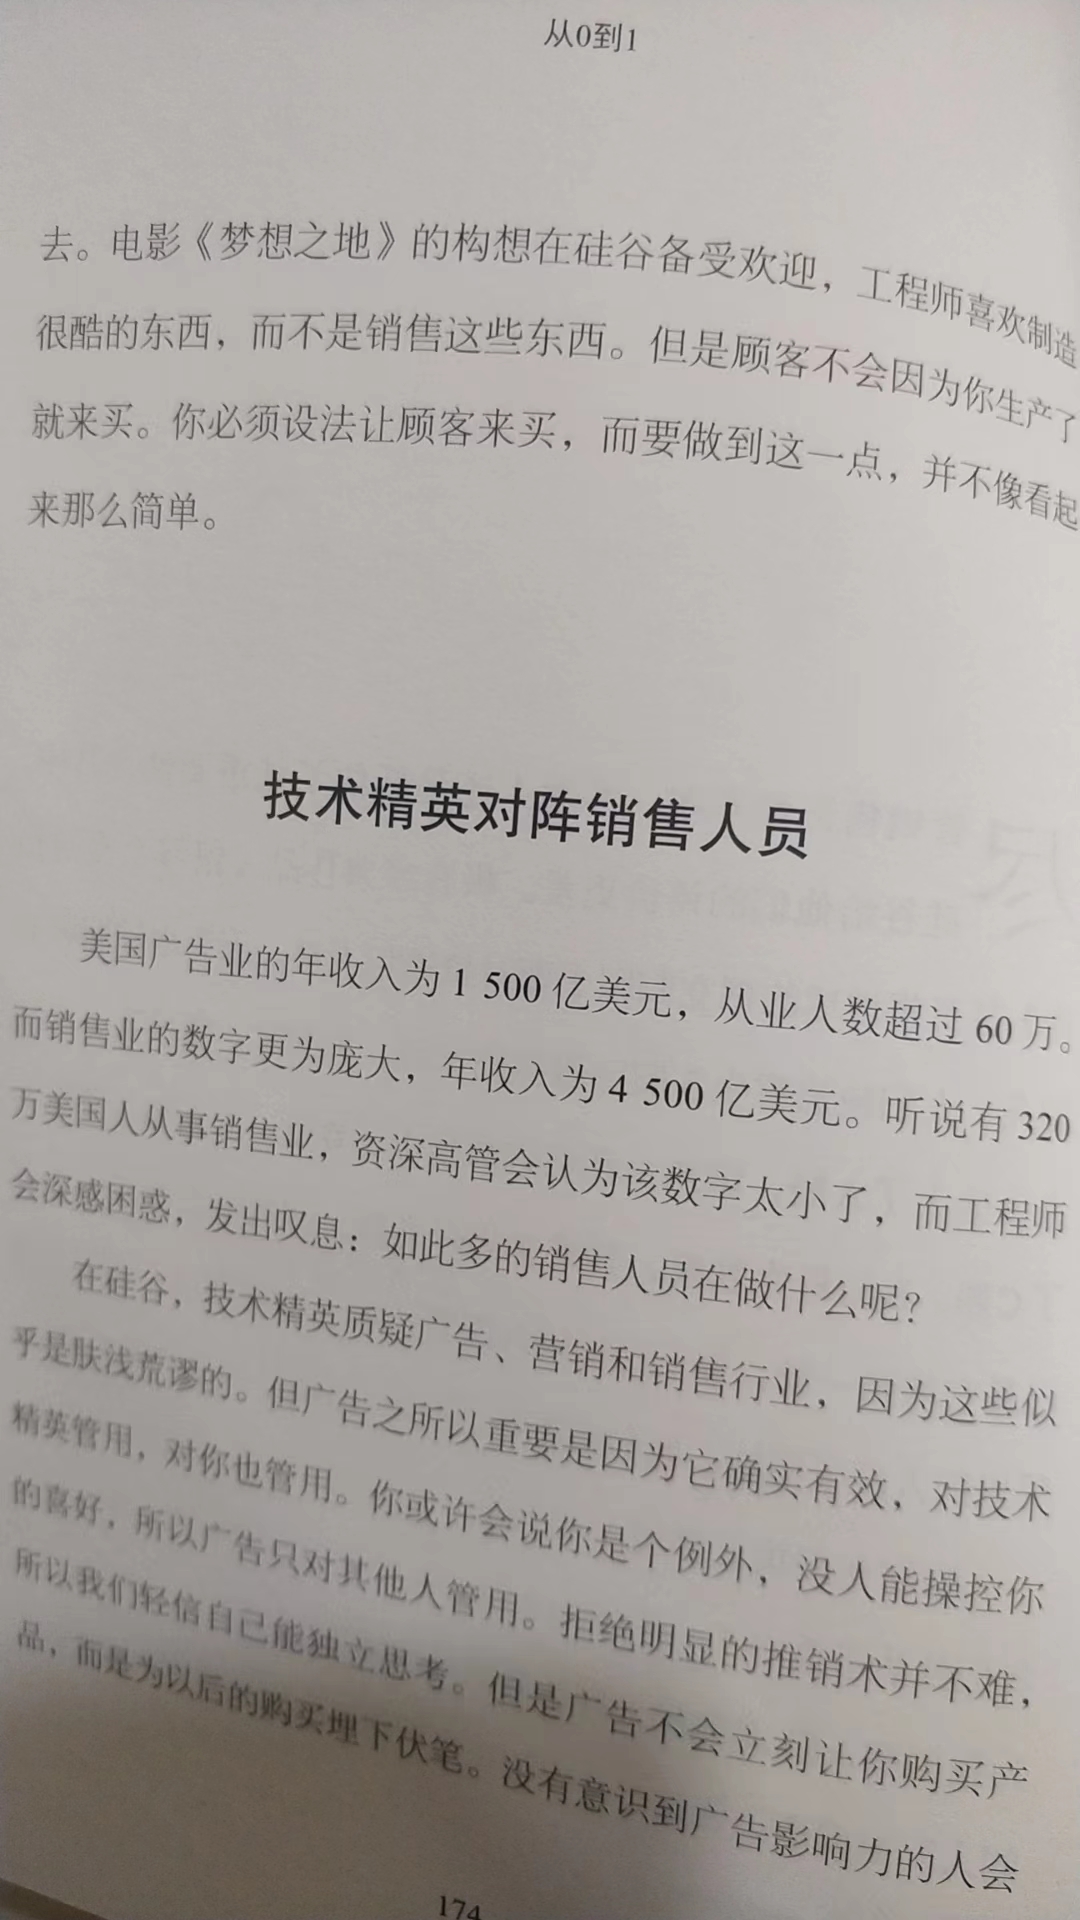 从0到1
去。电影《梦想之地》的构想在硅谷备受欢迎，工程师喜欢制造
很酷的东西，而不是销售这些东西。但是顾客不会因为你生产了
就来买。你必须设法让顾客来买，而要做到这一点，并不像看起
来那么简单。
技术精英对阵销售人员
美国广告业的年收入为1 500亿美元，从业人数超过60万。
而销售业的数字更为庞大，年收入为4 500亿美元。听说有320
万美国人从事销售业，资深高管会认为该数字太小了，而工程师
会深感困惑，发出叹息：如此多的销售人员在做什么呢？
在硅谷，技术精英质疑广告、营销和销售行业，因为这些似
乎是肤浅荒谬的。但广告之所以重要是因为它确实有效，对技术
精英管用，对你也管用。你或许会说你是个例外，没人能操控你
的喜好，所以广告只对其他人管用。拒绝明显的推销术并不难，
所以我们轻信自己能独立思考。但是广告不会立刻让你购买产
品，而是为以后的购买埋下伏笔。没有意识到广告影响力的人会
174